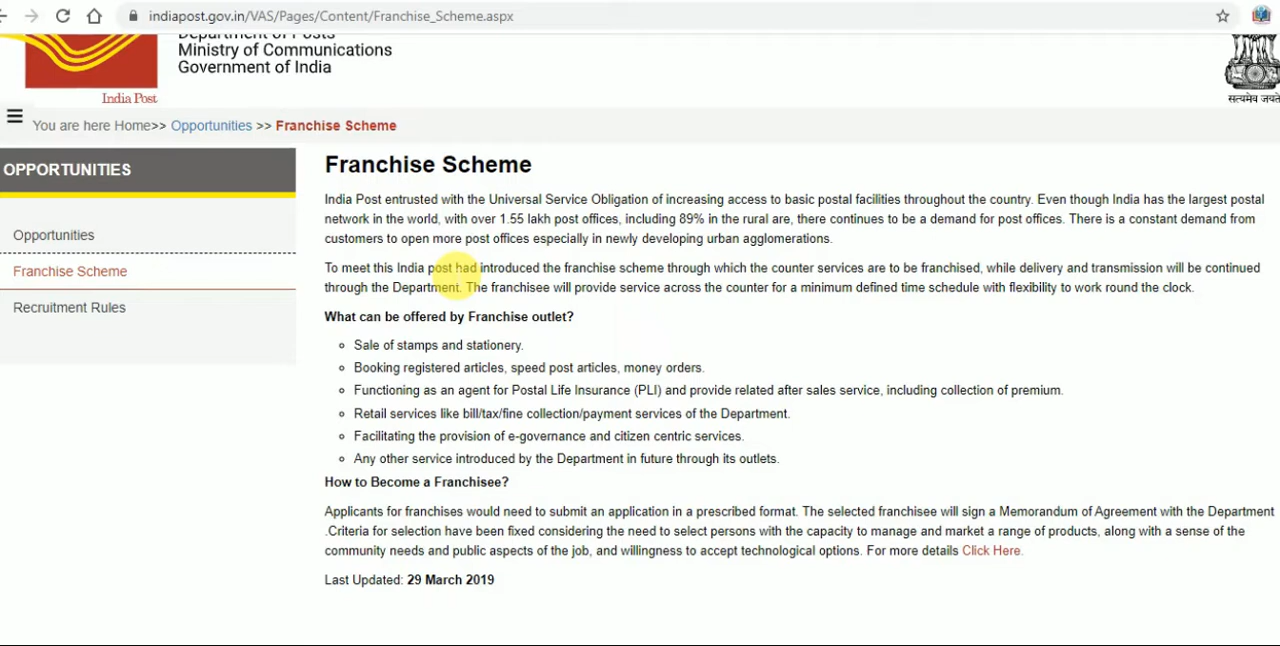 indiapost.gov.in/VAS/Pages/Content/Franchise_Scheme.aspx
Department of Posts
Ministry of Communications
Government of India
India Post
सत्यमेव जयते
You are here Home>> Opportunities >> Franchise Scheme
OPPORTUNITIES
Opportunities
Franchise Scheme
Recruitment Rules
Franchise Scheme
India Post entrusted with the Universal Service Obligation of increasing access to basic postal facilities throughout the country. Even though India has the largest postal
network in the world, with over 1.55 lakh post offices, including 89% in the rural are, there continues to be a demand for post offices. There is a constant demand from
customers to open more post offices especially in newly developing urban agglomerations.
To meet this India post had introduced the franchise scheme through which the counter services are to be franchised, while delivery and transmission will be continued
through the Department. The franchisee will provide service across the counter for a minimum defined time schedule with flexibility to work round the clock.
What can be offered by Franchise outlet?
Sale of stamps and stationery.
Booking registered articles, speed post articles, money orders.
Functioning as an agent for Postal Life Insurance (PLI) and provide related after sales service, including collection of premium.
Retail services like bill/tax/fine collection/payment services of the Department.
Facilitating the provision of e-governance and citizen centric services.
Any other service introduced by the Department in future through its outlets.
How to Become a Franchisee?
Applicants for franchises would need to submit an application in a prescribed format. The selected franchisee will sign a Memorandum of Agreement with the Department
.Criteria for selection have been fixed considering the need to select persons with the capacity to manage and market a range of products, along with a sense of the
community needs and public aspects of the job, and willingness to accept technological options. For more details Click Here.
Last Updated: 29 March 2019